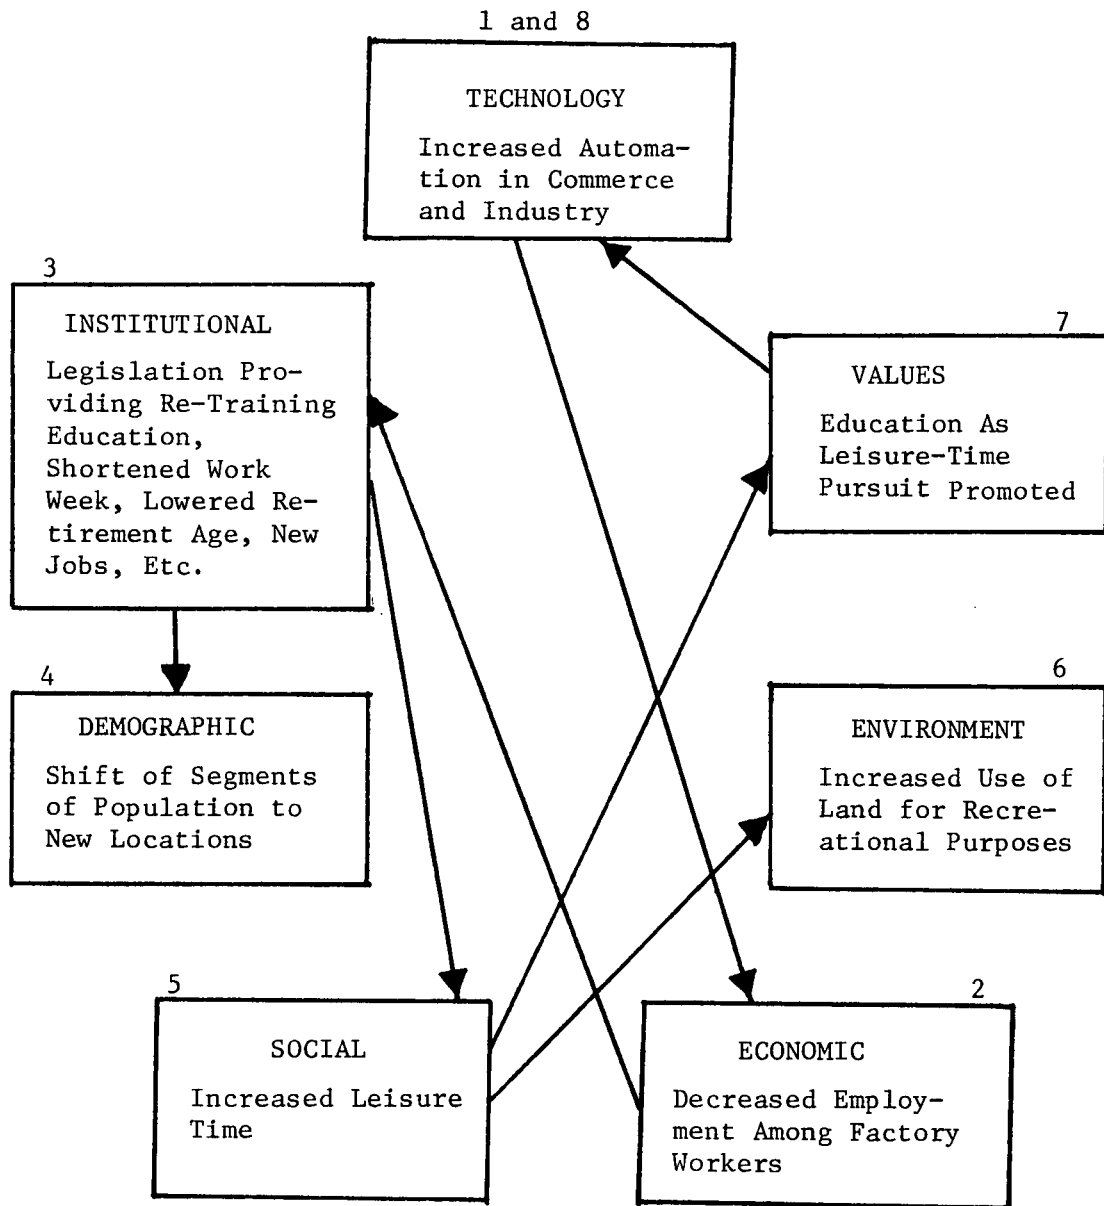 1 and 8
TECHNOLOGY
Increased Automa-
tion in Commerce
and Industry
3
INSTITUTIONAL
Legislation Pro-
viding Re-Training
Education,
Shortened Work
Week, Lowered Re-
tirement Age, New
Jobs, Etc.
7
VALUES
Education As
Leisure-Time
Pursuit Promoted
4
DEMOGRAPHIC
Shift of Segments
of Population to
New Locations
6
ENVIRONMENT
Increased Use of
Land for Recre-
ational Purposes
5
SOCIAL
Increased Leisure
Time
2
ECONOMIC
Decreased Employ-
ment Among Factory
Workers